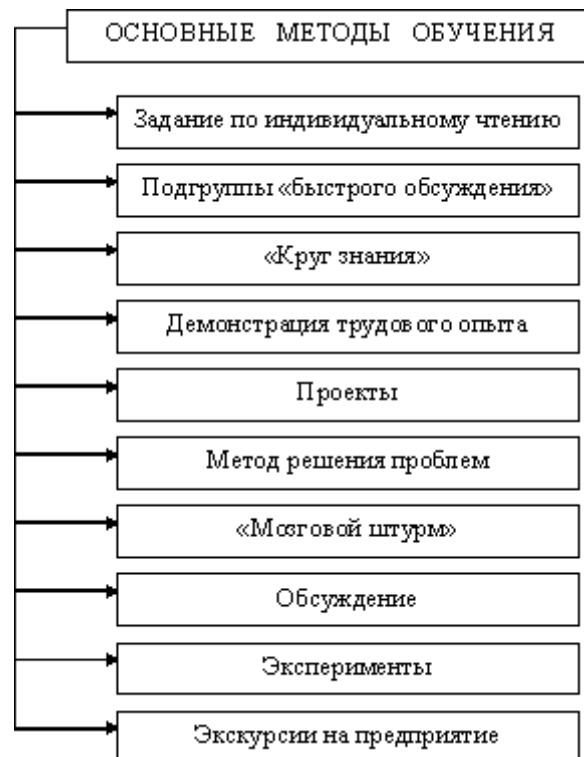 ОСНОВНЫЕ МЕТОДЫ ОБУЧЕНИЯ
Задание по индивидуальному чтению
Подгруппы «быстрого обсуждения»
«Круг знания»
Демонстрация трудового опыта
Проекты
Метод решения проблем
«Мозговой штурм»
Обсуждение
Эксперименты
Экскурсии на предприятие